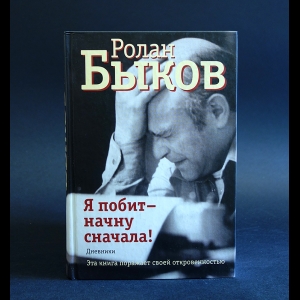 Ролан
БЫКОВ
Я побит–
начну
сначала!
Дневники
Эта книга поражает своей откровенностью